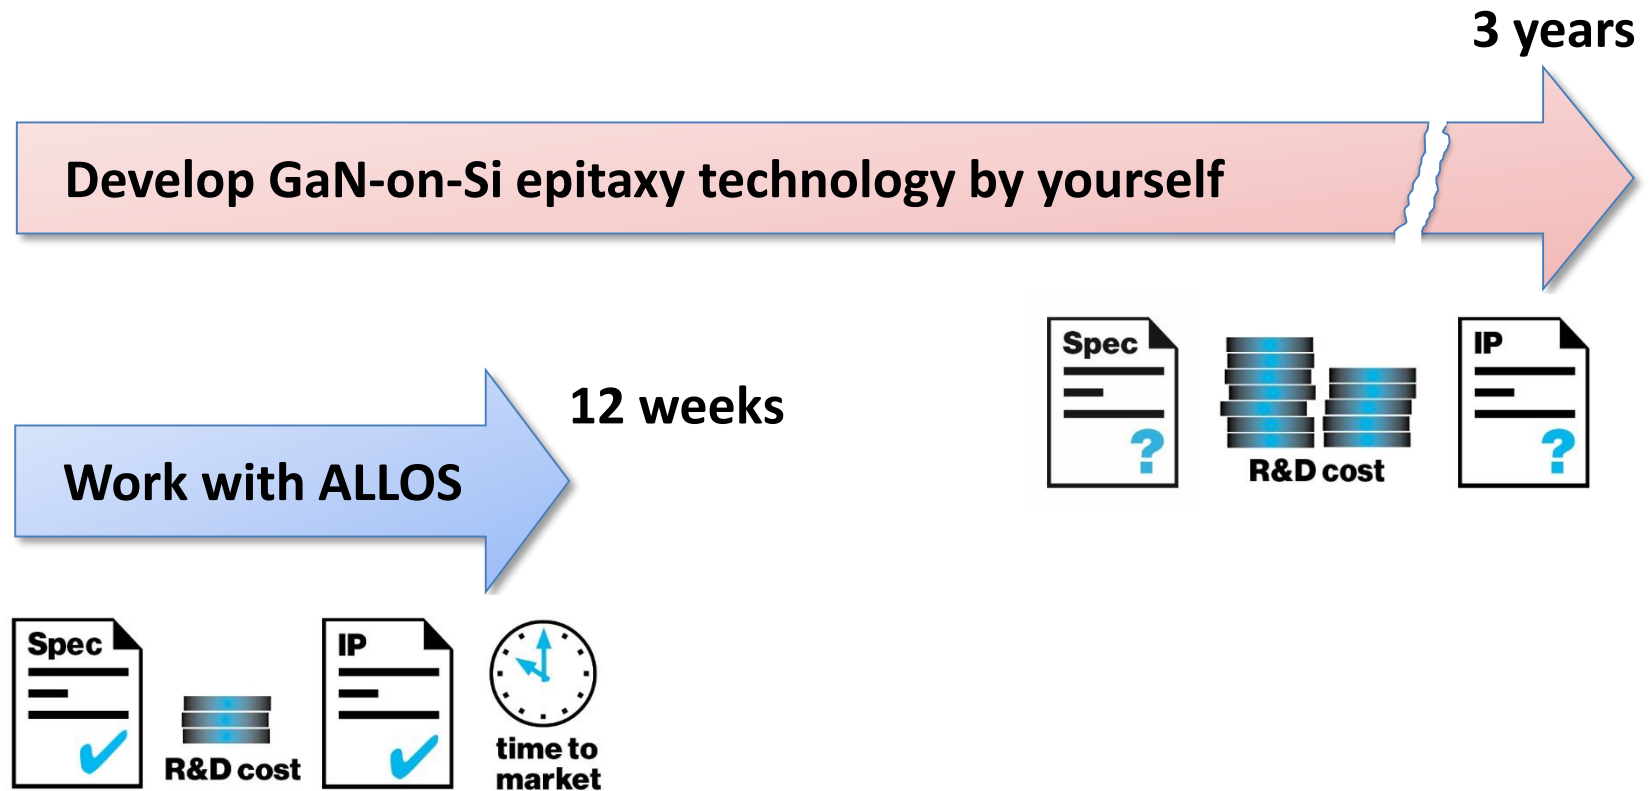 3 years
Develop GaN-on-Si epitaxy technology by yourself
Spec
?
R&D cost
IP
?
12 weeks
Work with ALLOS
Spec
R&D cost
IP
time to
market